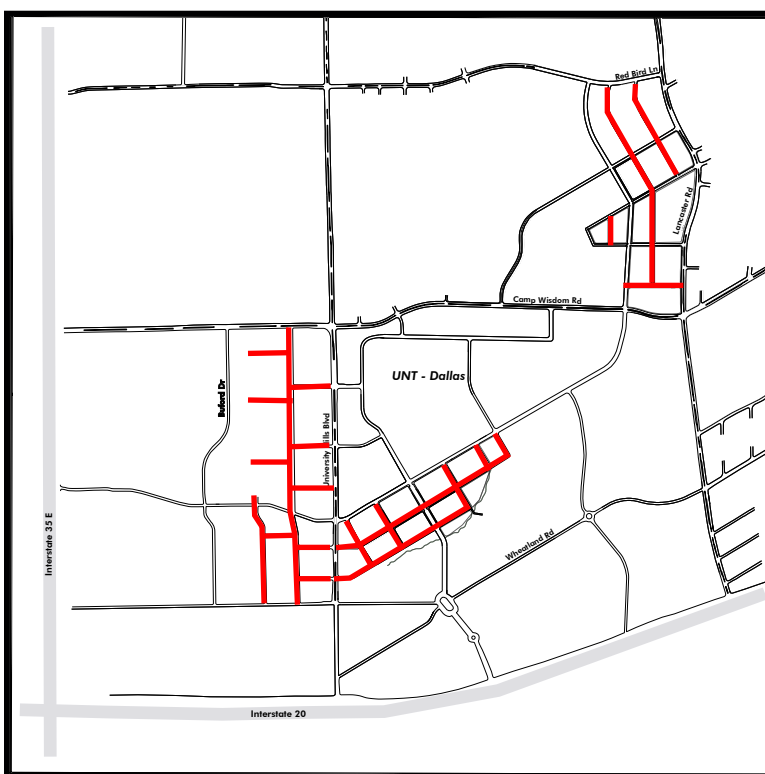 Red Bird Ln
Lancaster Rd
Camp Wisdom Rd
UNT - Dallas
Buford Dr
University Hills Blvd
Wheatland Rd
Interstate 35 E
Interstate 20